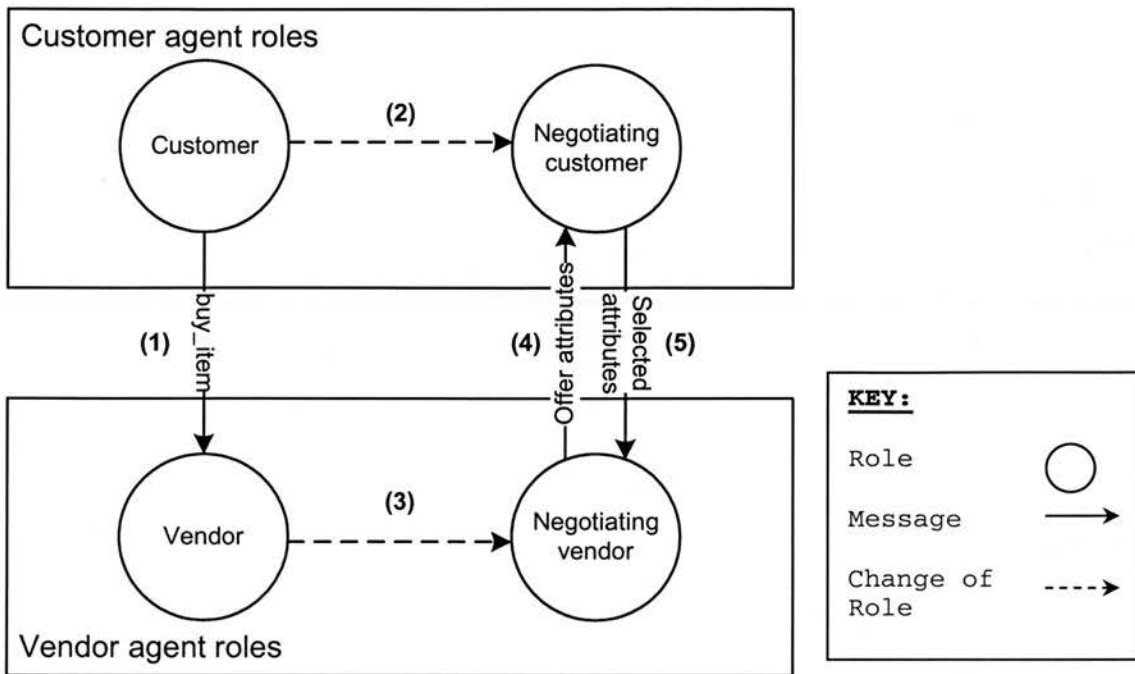 Customer agent roles
(2)
Customer
Negotiating
customer
(1)
buy_item
(4)
Offer attributes
Selected
attributes
(5)
(3)
Vendor
Negotiating
vendor
Vendor agent roles
KEY:
Role
Message
Change of
Role